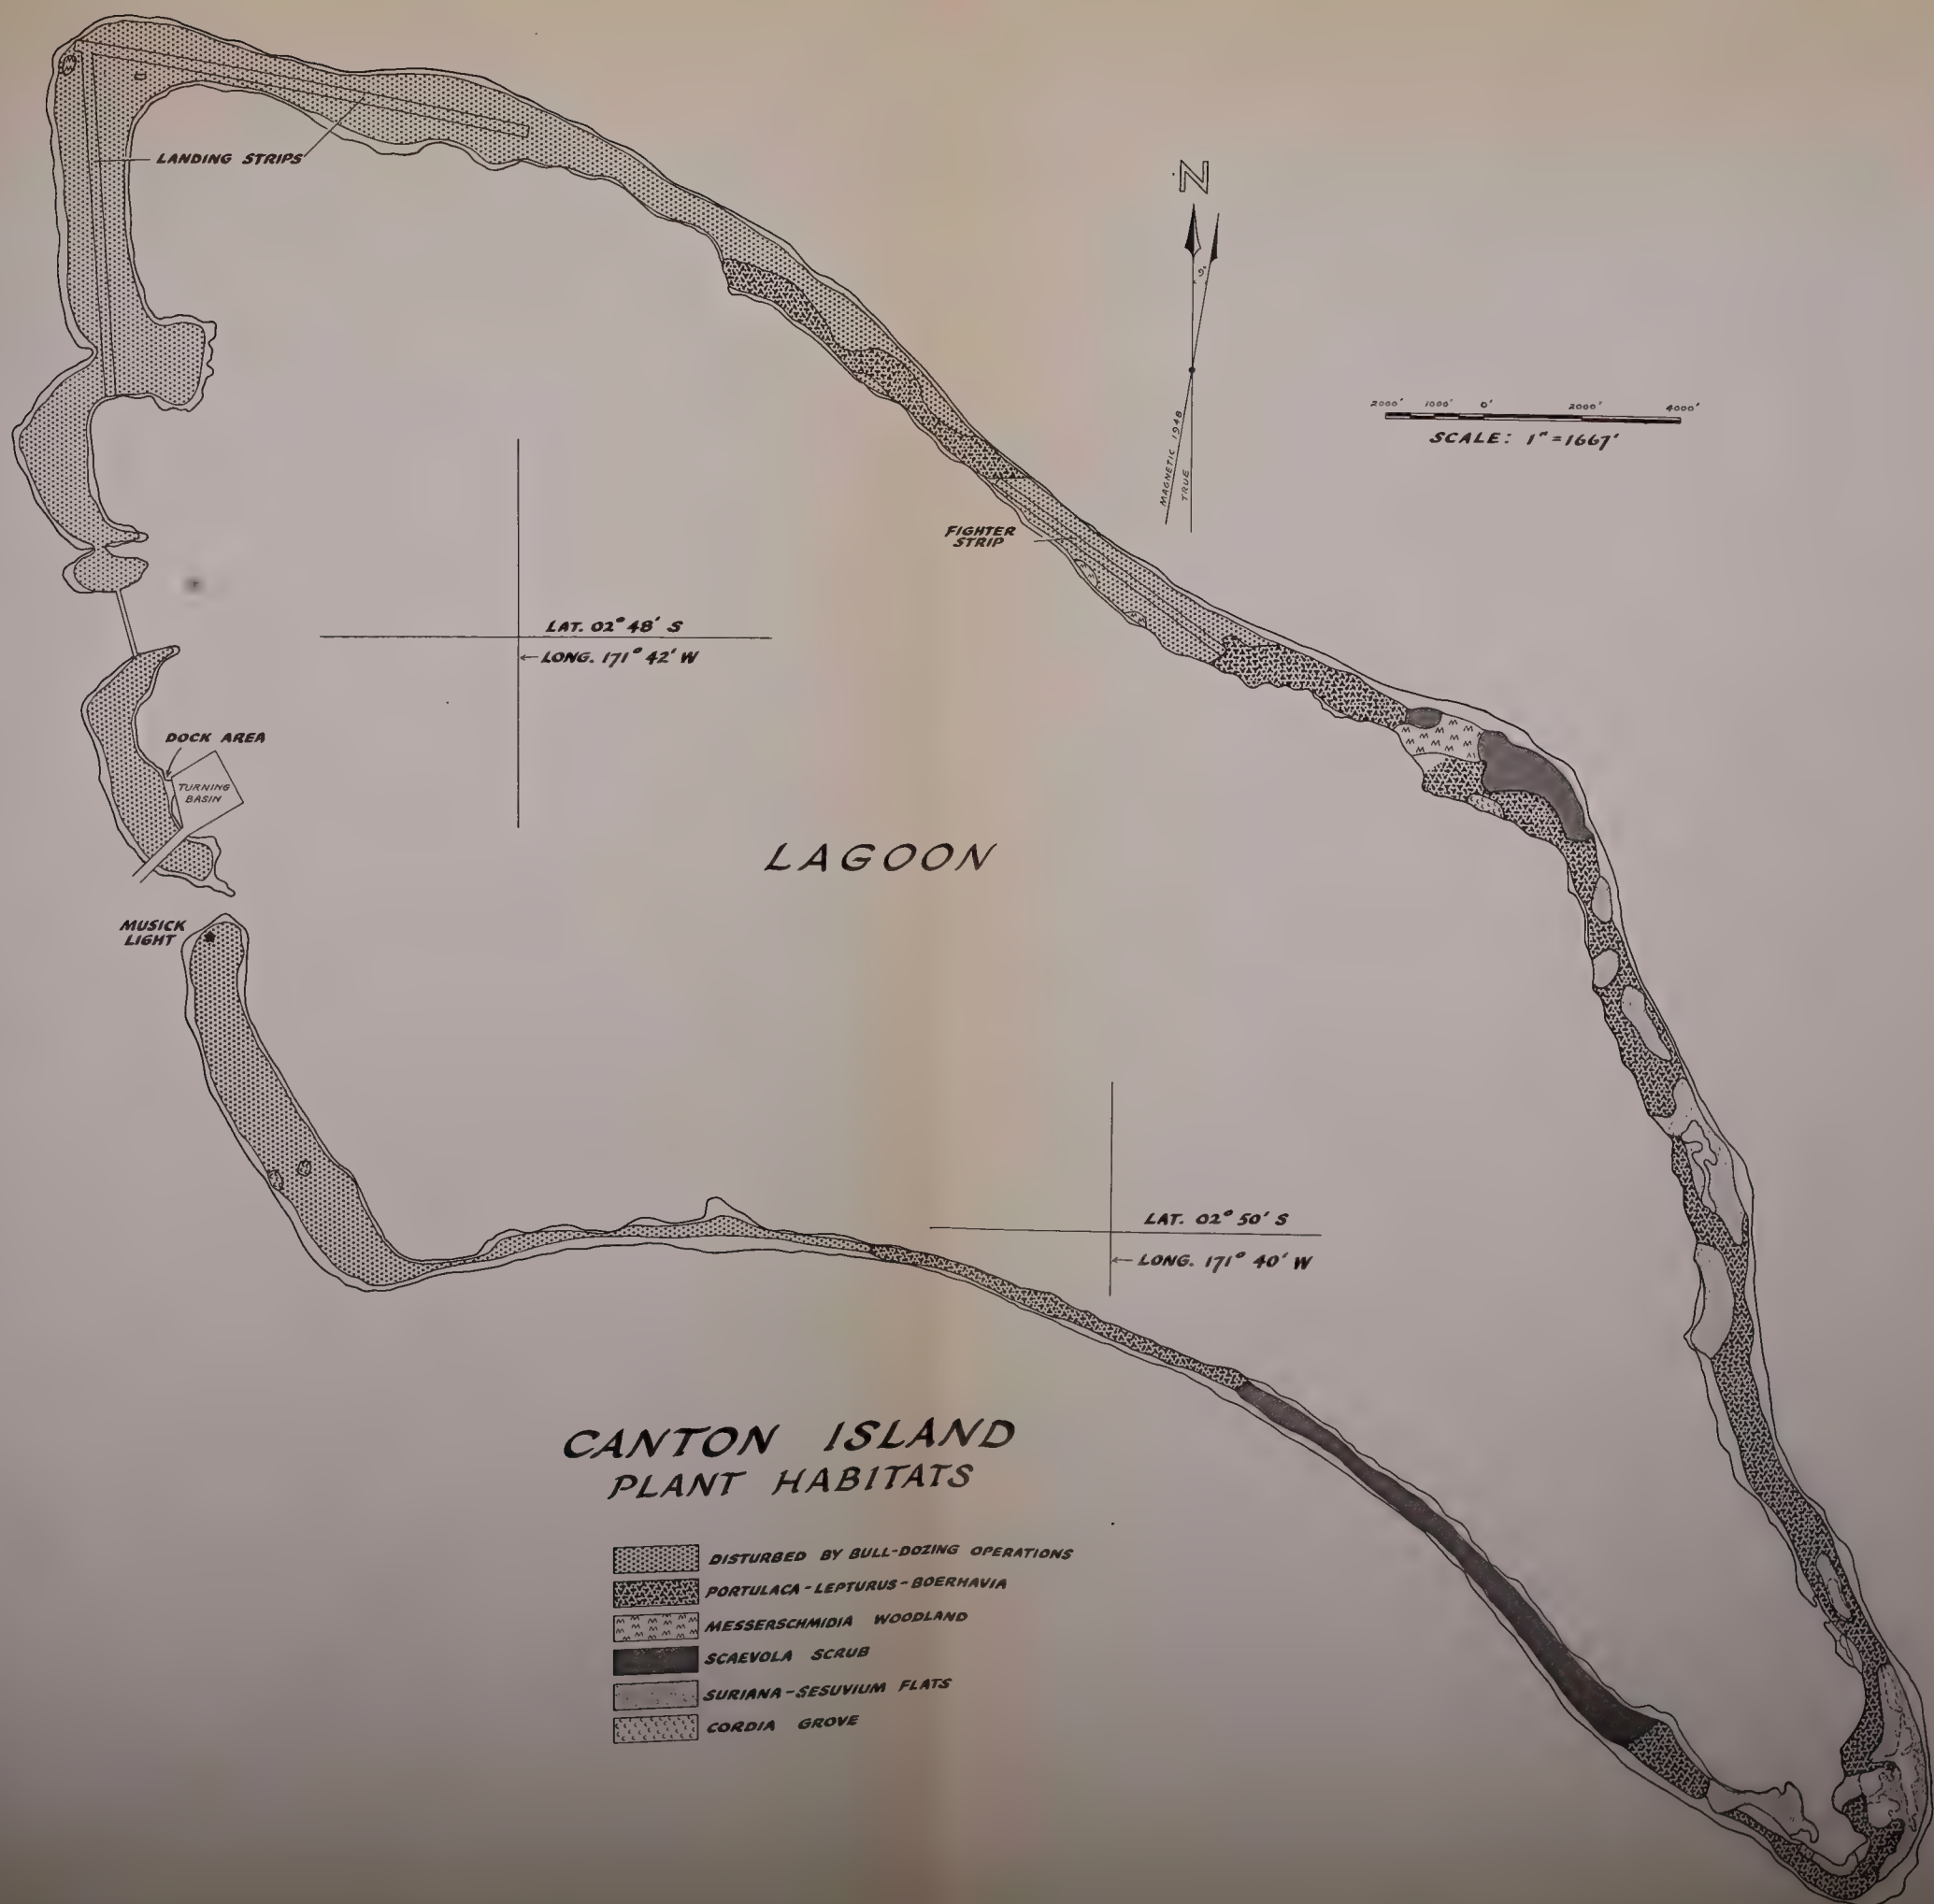 LANDING STRIPS
N
5°
MAGNETIC 1948
TRUE
2000' 1000' 0' 2000' 4000'
SCALE: 1"=1667'
FIGHTER
STRIP
LAT. 02° 48' S
LONG. 171° 42' W
DOCK AREA
TURNING
BASIN
LAGOON
MUSICK
LIGHT
LAT. 02° 50' S
LONG. 171° 40' W
CANTON ISLAND
PLANT HABITATS
DISTURBED BY BULL-DOZING OPERATIONS
PORTULACA-LEPTURUS-BOERHAVIA
MESSERSCHMIDIA WOODLAND
SCAEVOLA SCRUB
SURIANA-SESUVIUM FLATS
CORDIA GROVE